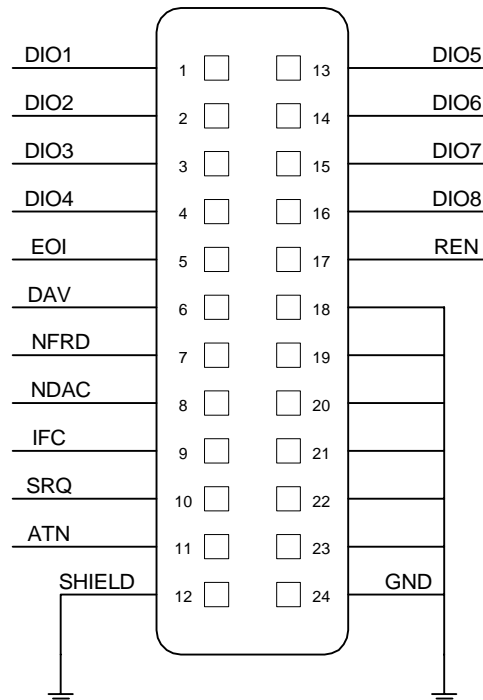 DIO1 1 13 DIO5
DIO2 2 14 DIO6
DIO3 3 15 DIO7
DIO4 4 16 DIO8
EOI 5 17 REN
DAV 6 18
NFRD 7 19
NDAC 8 20
IFC 9 21
SRQ 10 22
ATN 11 23
SHIELD 12 24 GND